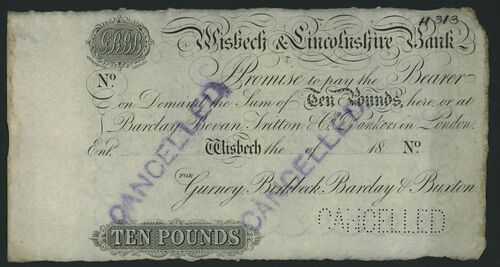 H 313
Wisbech & Lincolnshire Bank
No
I Promise to pay the Bearer
on Demand the Sum of Ten Pounds, here, or at
Barclay, Bevan, Tritton & Co. Bankers in London.
Entd. Wisbech the of 18 No
FOR
Gurney, Birkbeck, Barclay & Buxton
CANCELLED
CANCELLED
CANCELLED
TEN POUNDS